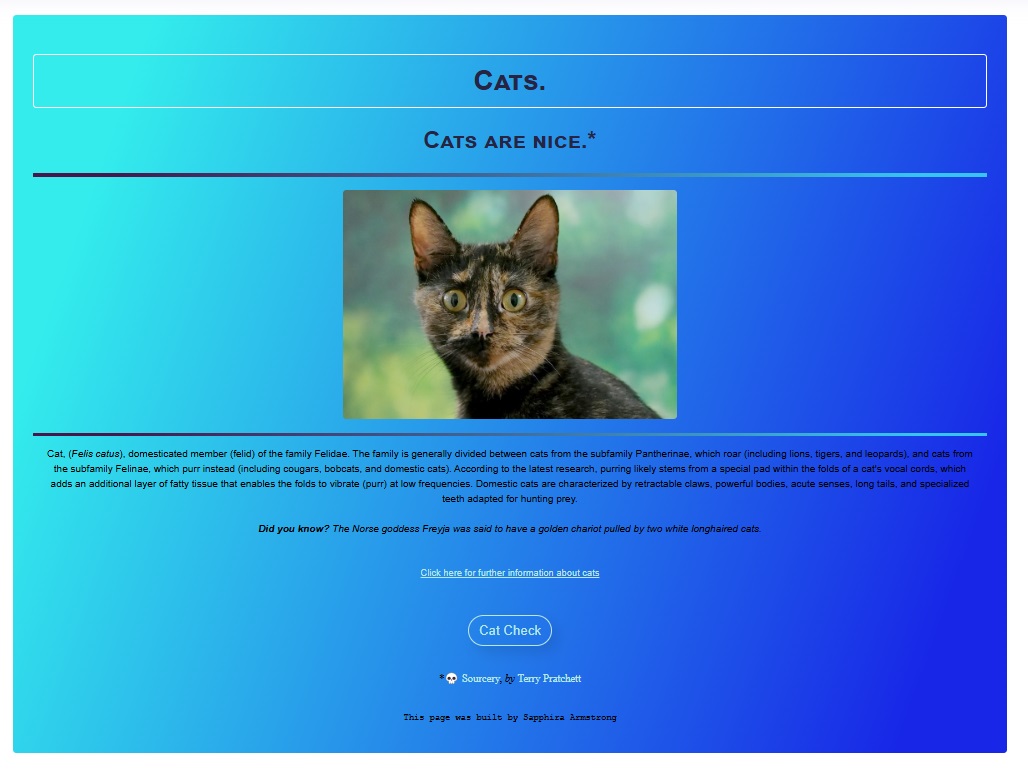 Cats.
Cats are nice.*
Cat, (Felis catus), domesticated member (felid) of the family Felidae. The family is generally divided between cats from the subfamily Pantherinae, which roar (including lions, tigers, and leopards), and cats from
the subfamily Felinae, which purr instead (including cougars, bobcats, and domestic cats). According to the latest research, purring likely stems from a special pad within the folds of a cat's vocal cords, which
adds an additional layer of fatty tissue that enables the folds to vibrate (purr) at low frequencies. Domestic cats are characterized by retractable claws, powerful bodies, acute senses, long tails, and specialized
teeth adapted for hunting prey.
Did you know? The Norse goddess Freyja was said to have a golden chariot pulled by two white longhaired cats.
Click here for further information about cats
Cat Check
*💀 Sourcery, by Terry Pratchett
This page was built by Sapphira Armstrong